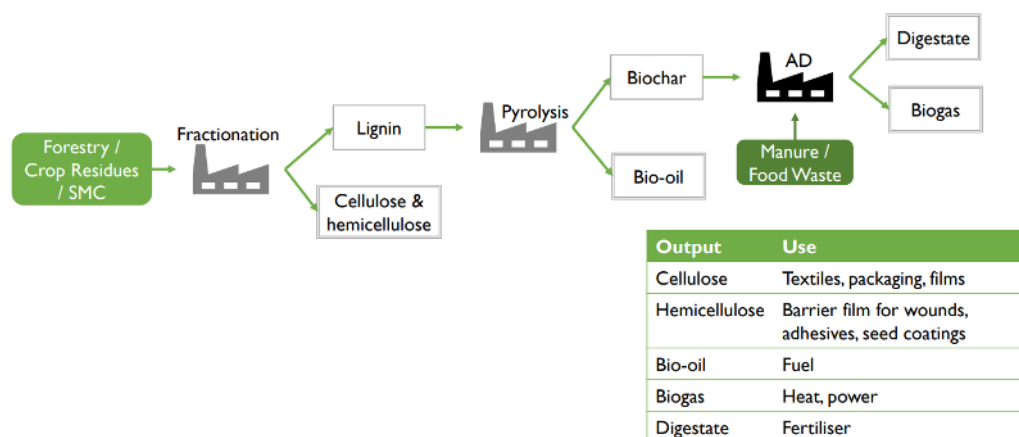 Forestry /
Crop Residues
/ SMC
Fractionation
Lignin
Cellulose &
hemicellulose
Pyrolysis
Biochar
Bio-oil
AD
Manure /
Food Waste
Digestate
Biogas
Output Use
Cellulose Textiles, packaging, films
Hemicellulose Barrier film for wounds,
adhesives, seed coatings
Bio-oil Fuel
Biogas Heat, power
Digestate Fertiliser